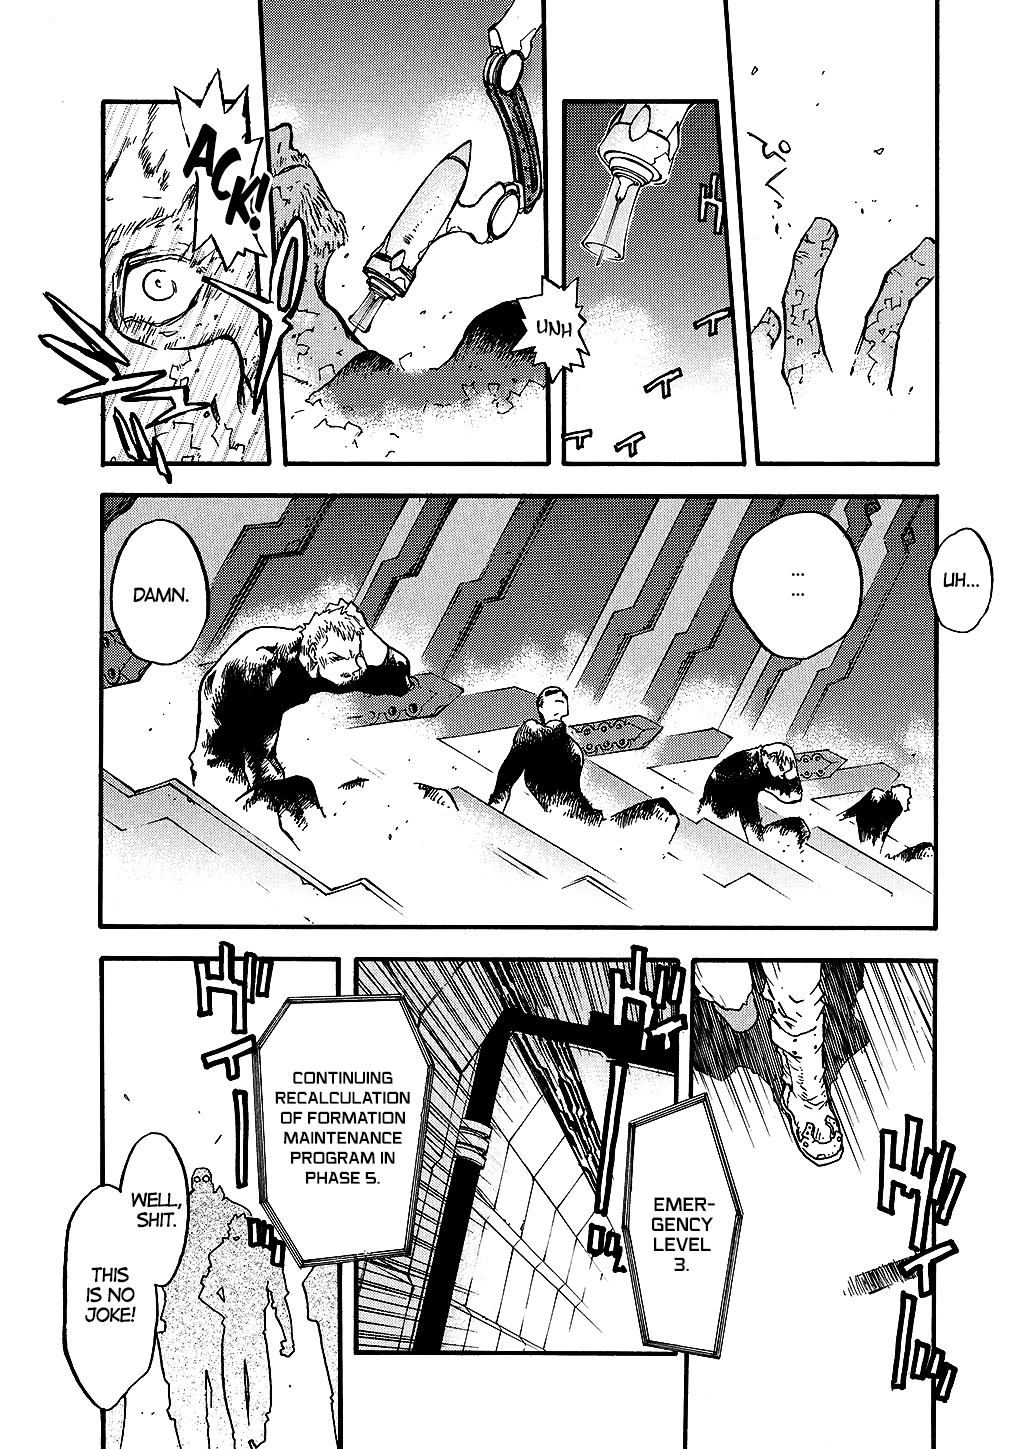 UNH
ACK!
UH...
...
...
DAMN.
EMER-
GENCY
LEVEL
3.
CONTINUING
RECALCULATION
OF FORMATION
MAINTENANCE
PROGRAM IN
PHASE 5.
WELL,
SHIT.
THIS
IS NO
JOKE!